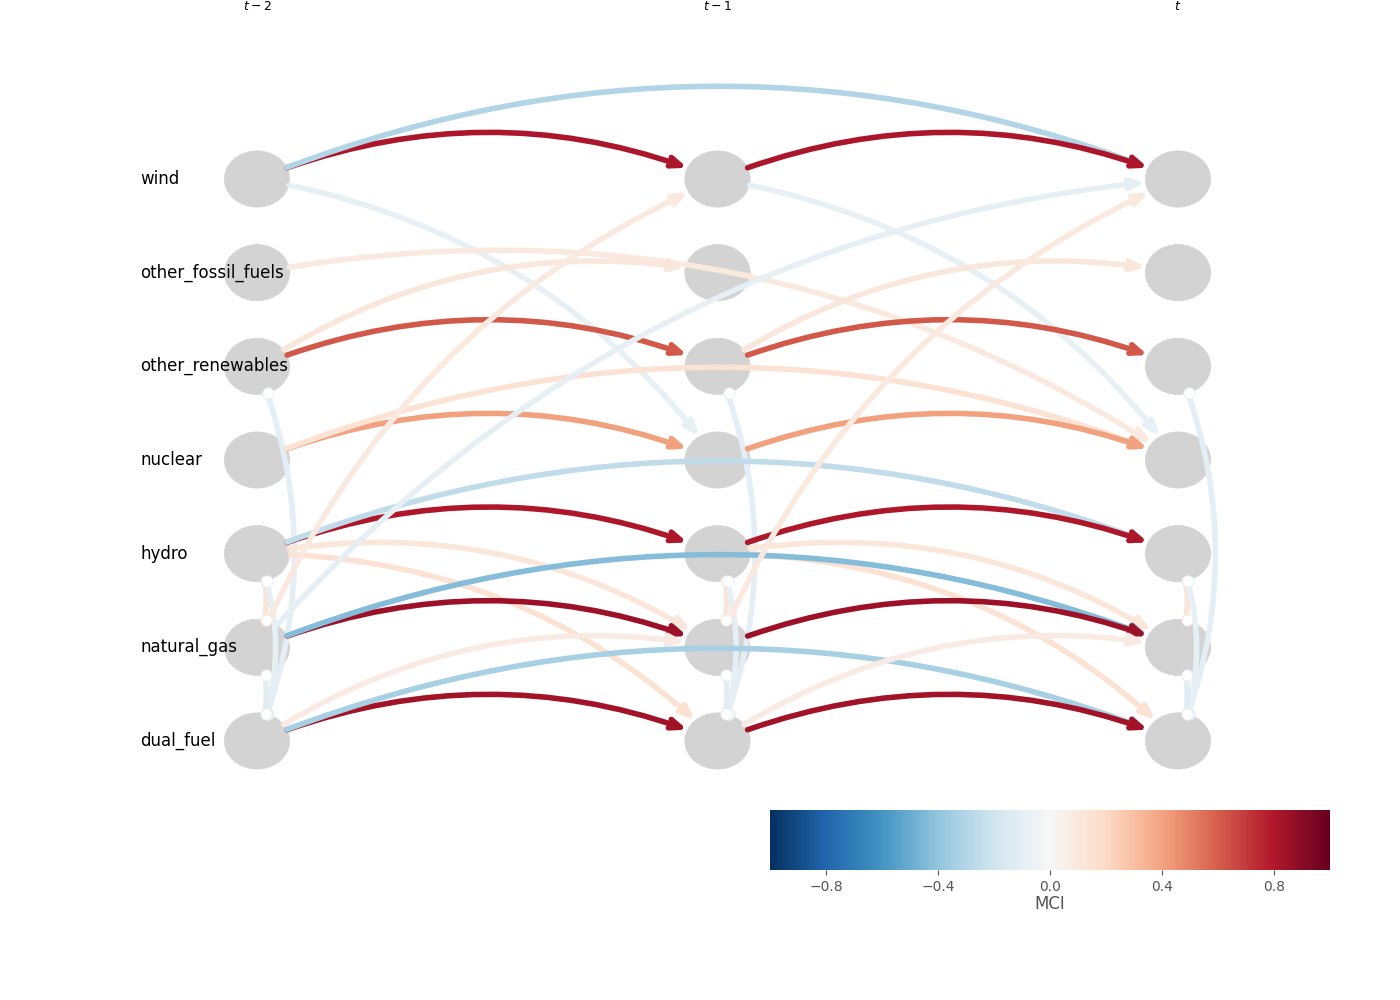 t − 2 t − 1 t
wind
other_fossil_fuels
other_renewables
nuclear
hydro
natural_gas
dual_fuel
−0.8 −0.4 0.0 0.4 0.8
MCI